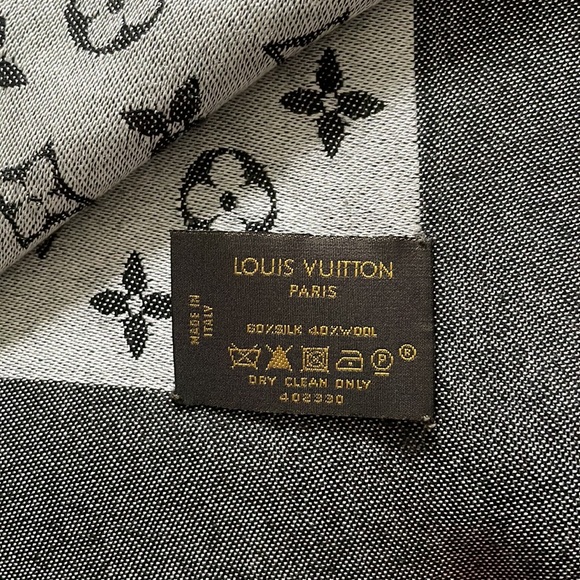 LOUIS VUITTON
PARIS
MADE IN
ITALY
60%SILK 40%WOOL
P ®
DRY CLEAN ONLY
402330